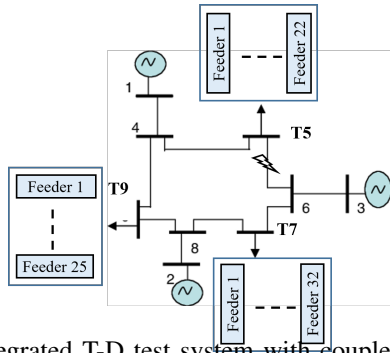 Feeder 1
Feeder 22
1
4
T5
Feeder 1
T9
6
3
T7
8
Feeder 25
2
Feeder 1
Feeder 32
egrated T-D test system with couple